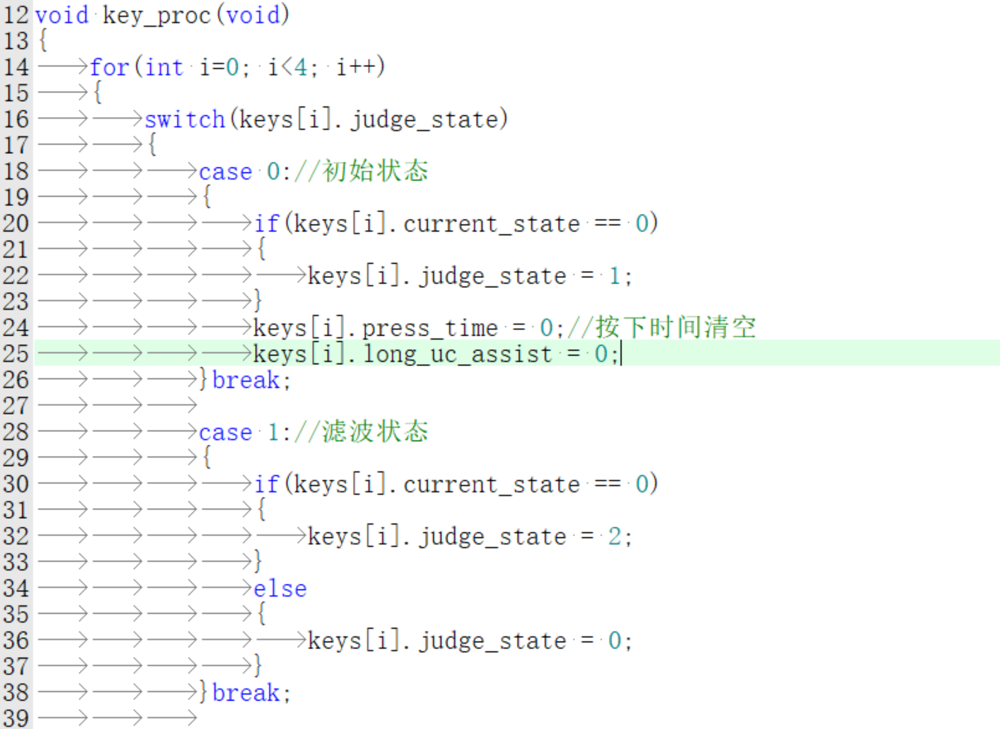 12 void key_proc(void)
13 {
14 for(int i=0; i<4; i++)
15 {
16 switch(keys[i].judge_state)
17 {
18 case 0://初始状态
19 {
20 if(keys[i].current_state == 0)
21 {
22 keys[i].judge_state = 1;
23 }
24 keys[i].press_time = 0;//按下时间清空
25 keys[i].long_uc_assist = 0;
26 }break;
27
28 case 1://滤波状态
29 {
30 if(keys[i].current_state == 0)
31 {
32 keys[i].judge_state = 2;
33 }
34 else
35 {
36 keys[i].judge_state = 0;
37 }
38 }break;
39